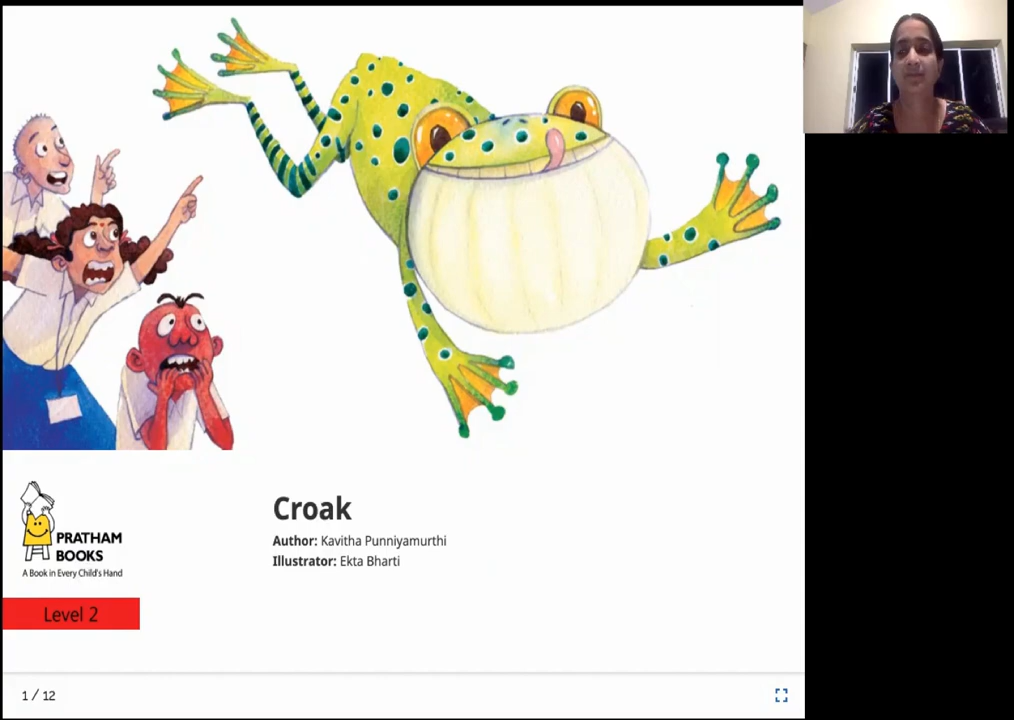 Croak
Author: Kavitha Punniyamurthi
Illustrator: Ekta Bharti
PRATHAM
BOOKS
A Book in Every Child's Hand
Level 2
1 / 12